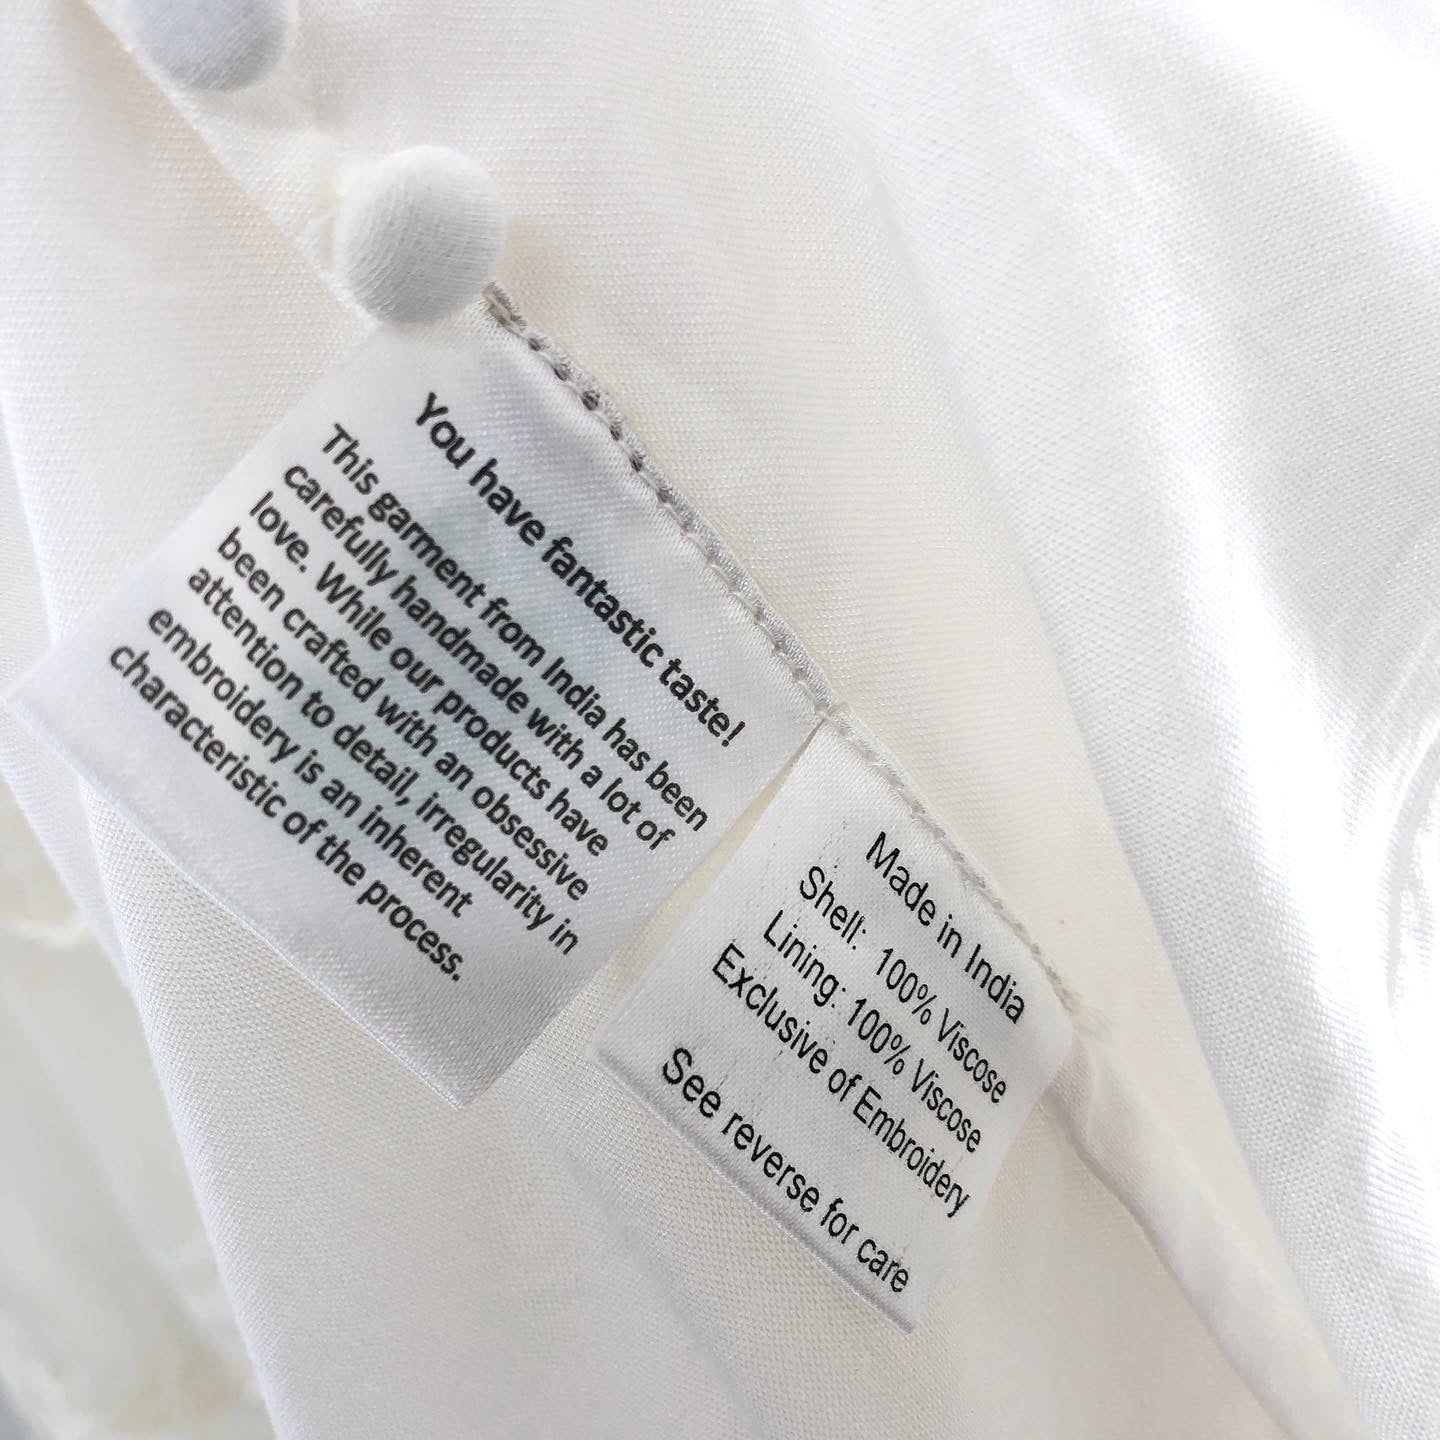 You have fantastic taste!
This garment from India has been
carefully handmade with a lot of
love. While our products have
been crafted with an obsessive
attention to detail, irregularity in
embroidery is an inherent
characteristic of the process.
Made in India
Shell: 100% Viscose
Lining: 100% Viscose
Exclusive of Embroidery
See reverse for care